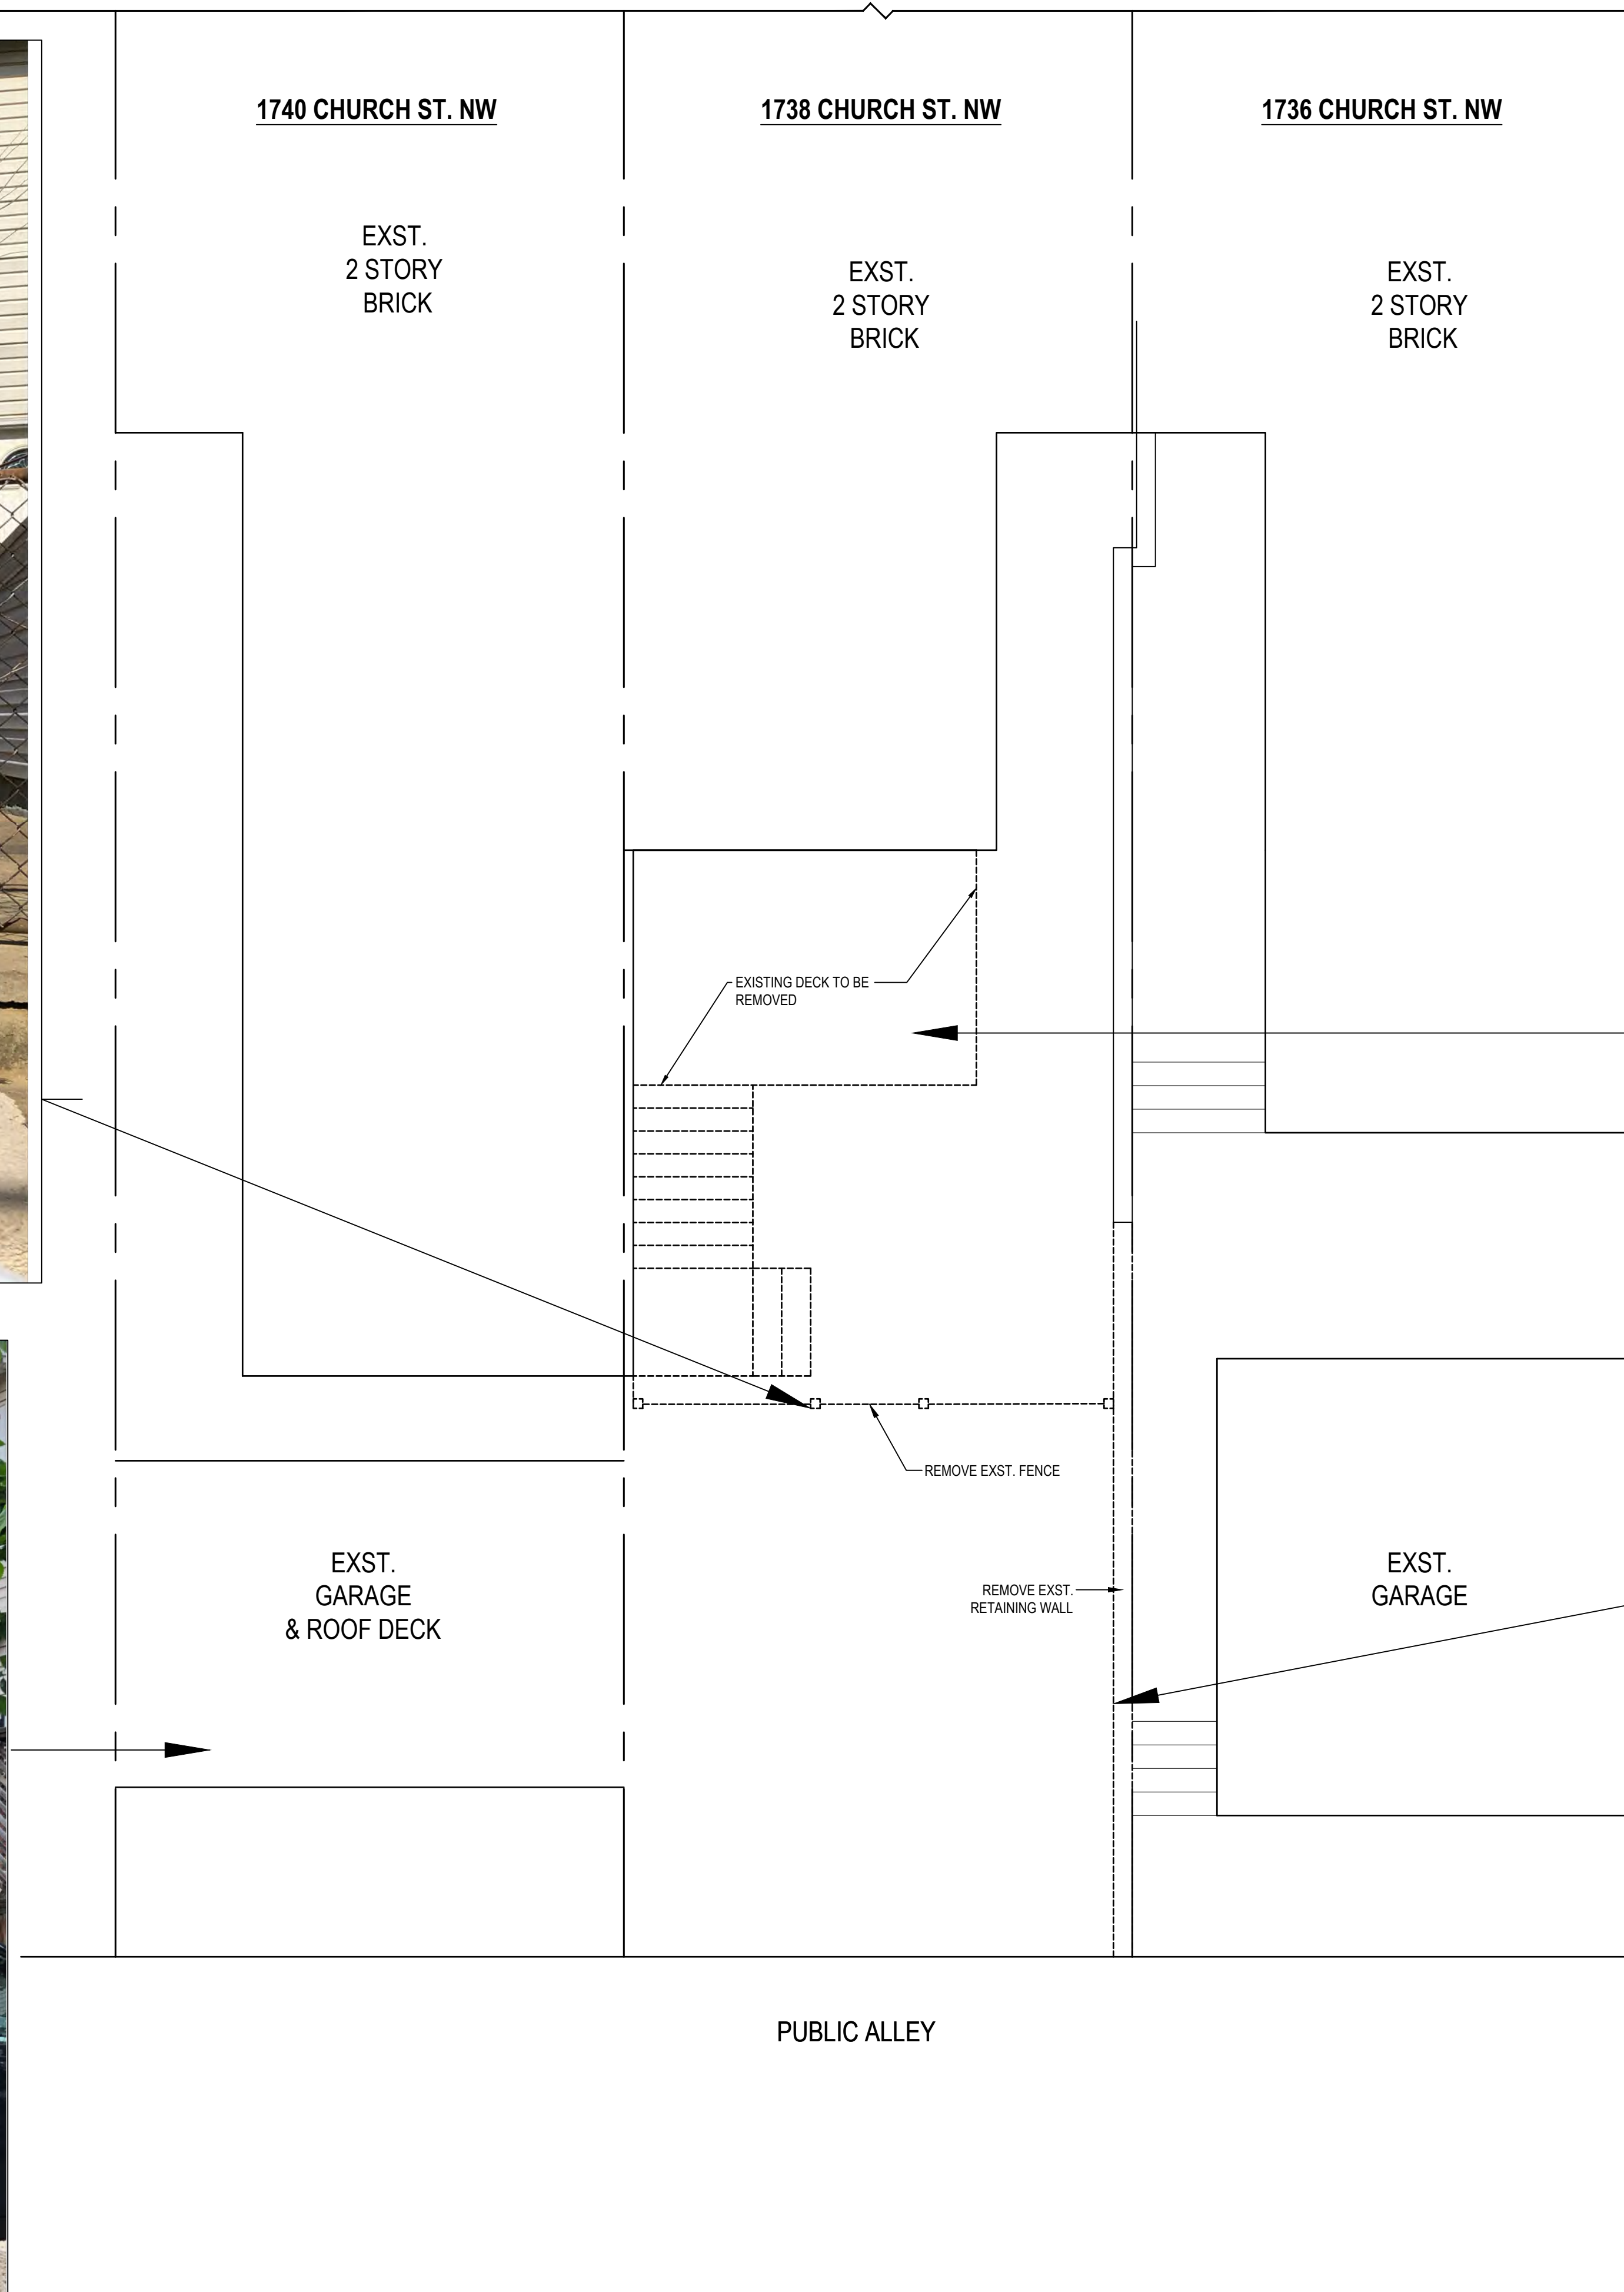 1740 CHURCH ST. NW
1738 CHURCH ST. NW
1736 CHURCH ST. NW
EXST.
2 STORY
BRICK
EXST.
2 STORY
BRICK
EXST.
2 STORY
BRICK
EXISTING DECK TO BE
REMOVED
REMOVE EXST. FENCE
EXST.
GARAGE
& ROOF DECK
REMOVE EXST.
RETAINING WALL
EXST.
GARAGE
PUBLIC ALLEY